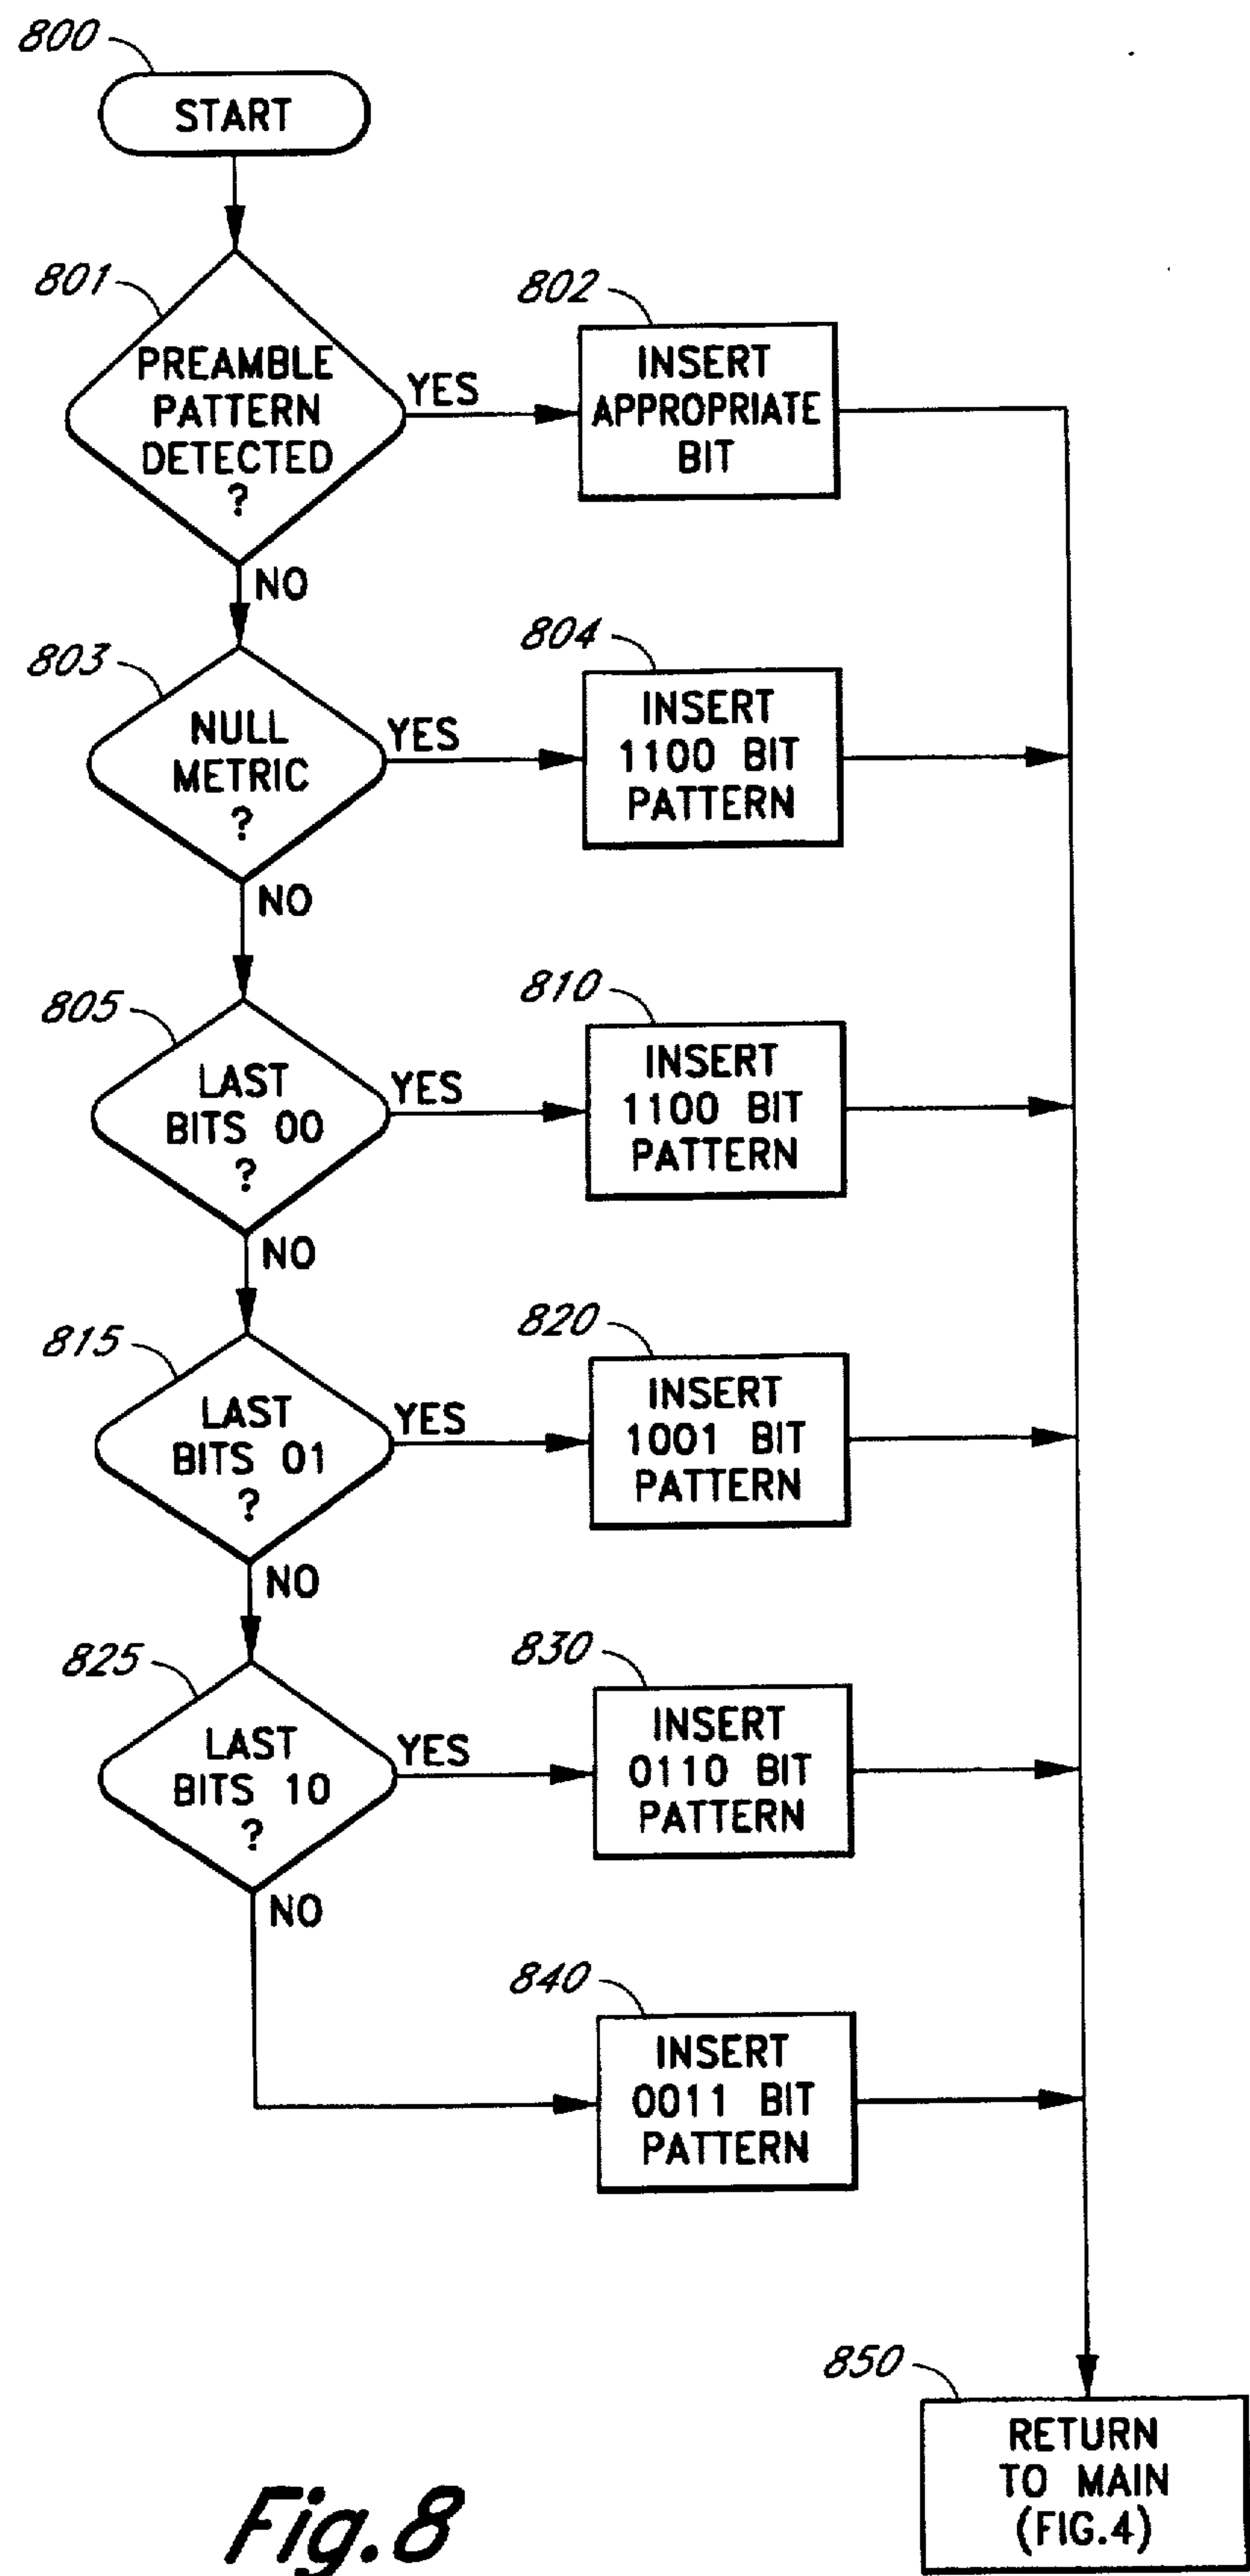 800
START
801
PREAMBLE
PATTERN
DETECTED
?
YES
802
INSERT
APPROPRIATE
BIT
NO
803
NULL
METRIC
?
YES
804
INSERT
1100 BIT
PATTERN
NO
805
LAST
BITS 00
?
YES
810
INSERT
1100 BIT
PATTERN
NO
815
LAST
BITS 01
?
YES
820
INSERT
1001 BIT
PATTERN
NO
825
LAST
BITS 10
?
YES
830
INSERT
0110 BIT
PATTERN
NO
840
INSERT
0011 BIT
PATTERN
850
RETURN
TO MAIN
(FIG.4)
Fig.8